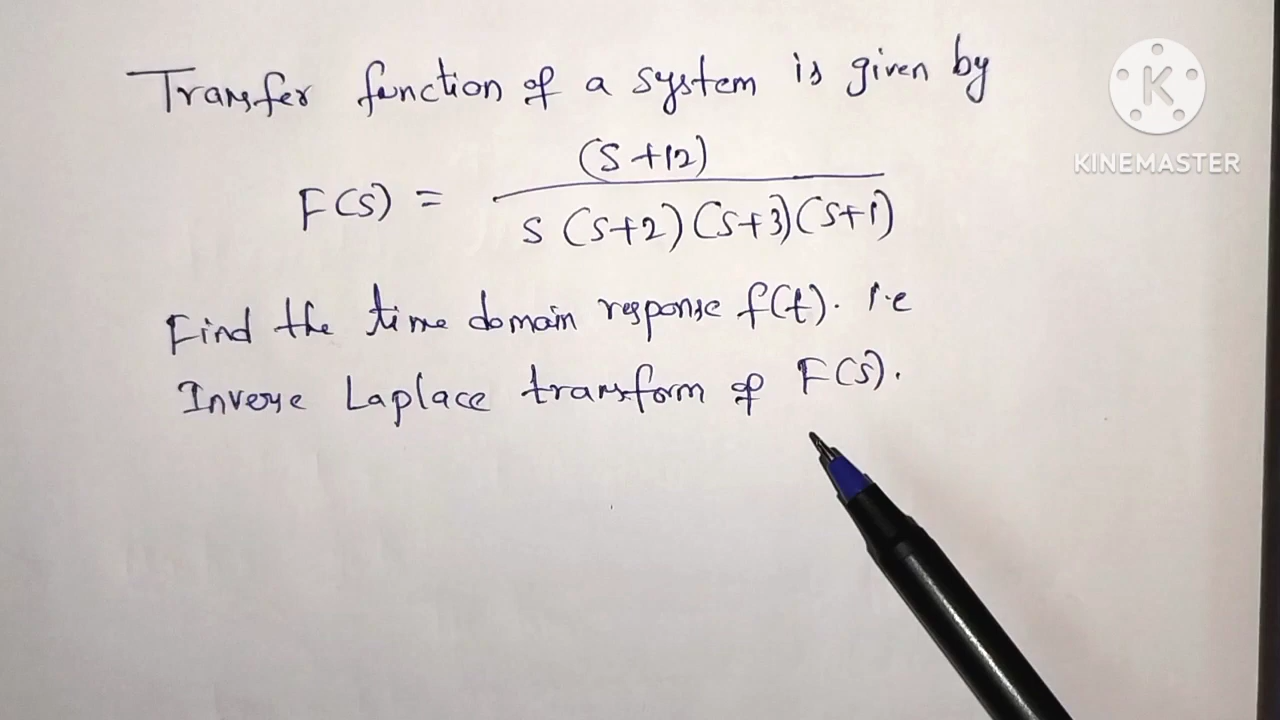 Transfer function of a system is given by
(S+12)
F(S) =
S (S+2) (S+3) (S+1)
Find the time domain response f(t). i.e
Inverse Laplace transform of F(S).
K
KINEMASTER